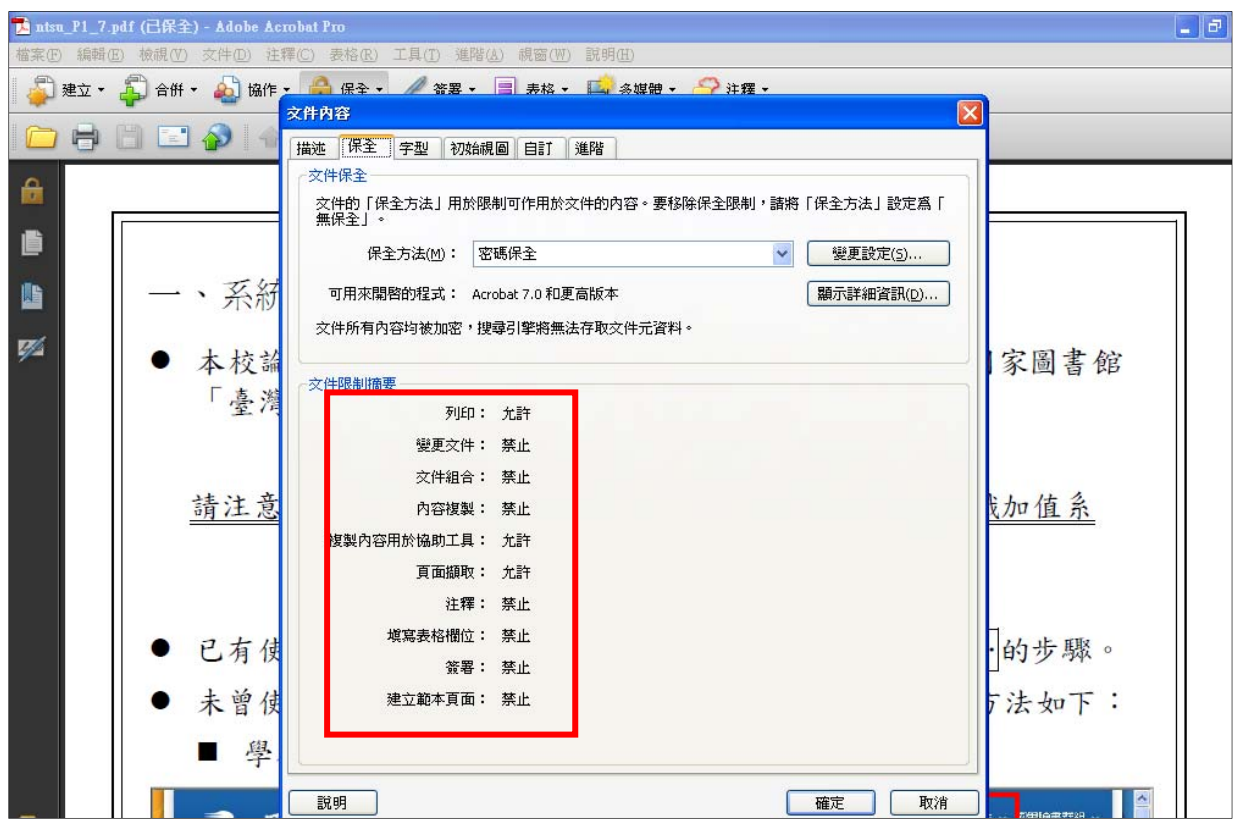 ntsu_P1_7.pdf (已保全) - Adobe Acrobat Pro
檔案(F) 編輯(E) 檢視(V) 文件(D) 注釋(C) 表格(R) 工具(T) 進階(A) 視窗(W) 說明(H)
建立 合併 協作 保全 簽署 表格 多媒體 注釋
文件內容
描述 保全 字型 初始視圖 自訂 進階
文件保全
文件的「保全方法」用於限制可作用於文件的內容。要移除保全限制，請將「保全方法」設定為「
無保全」。
保全方法(M)： 密碼保全 變更設定(S)...
可用來開啟的程式： Acrobat 7.0 和更高版本 顯示詳細資訊(D)...
文件所有內容均被加密，搜尋引擎將無法存取文件元資料。
文件限制摘要
列印： 允許
變更文件： 禁止
文件組合： 禁止
內容複製： 禁止
複製內容用於協助工具： 允許
頁面擷取： 允許
注釋： 禁止
填寫表格欄位： 禁止
簽署： 禁止
建立範本頁面： 禁止
說明 確定 取消
一、系統
● 本校論 家圖書館
「臺灣
請注意 加值系
● 已有使 的步驟。
● 未曾使 方法如下：
■ 學